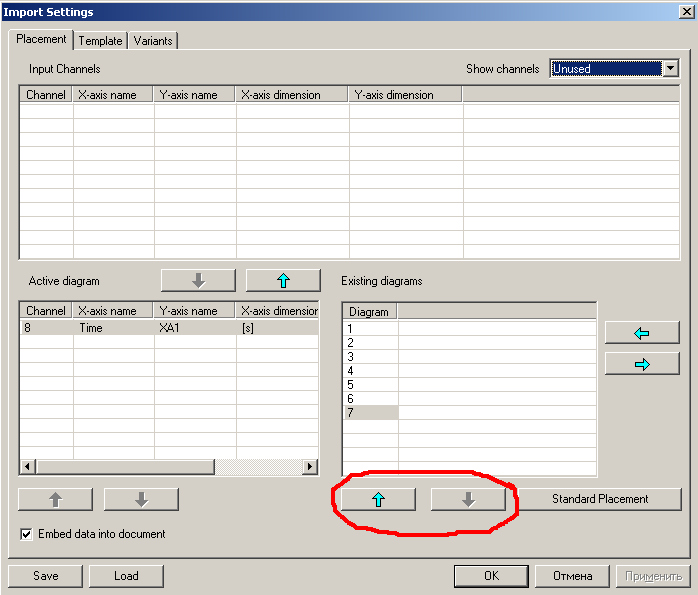 Import Settings
Placement Template Variants
Input Channels Show channels Unused
Channel X-axis name Y-axis name X-axis dimension Y-axis dimension
Active diagram Existing diagrams
Channel X-axis name Y-axis name X-axis dimension
8 Time XA1 [s]
Diagram
1
2
3
4
5
6
7
Standard Placement
Embed data into document
Save Load OK Отмена Применить